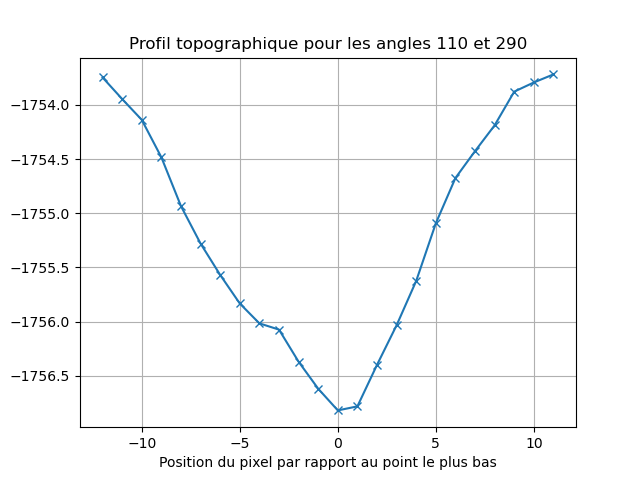 Profil topographique pour les angles 110 et 290
−1754.0
−1754.5
−1755.0
−1755.5
−1756.0
−1756.5
−10 −5 0 5 10
Position du pixel par rapport au point le plus bas